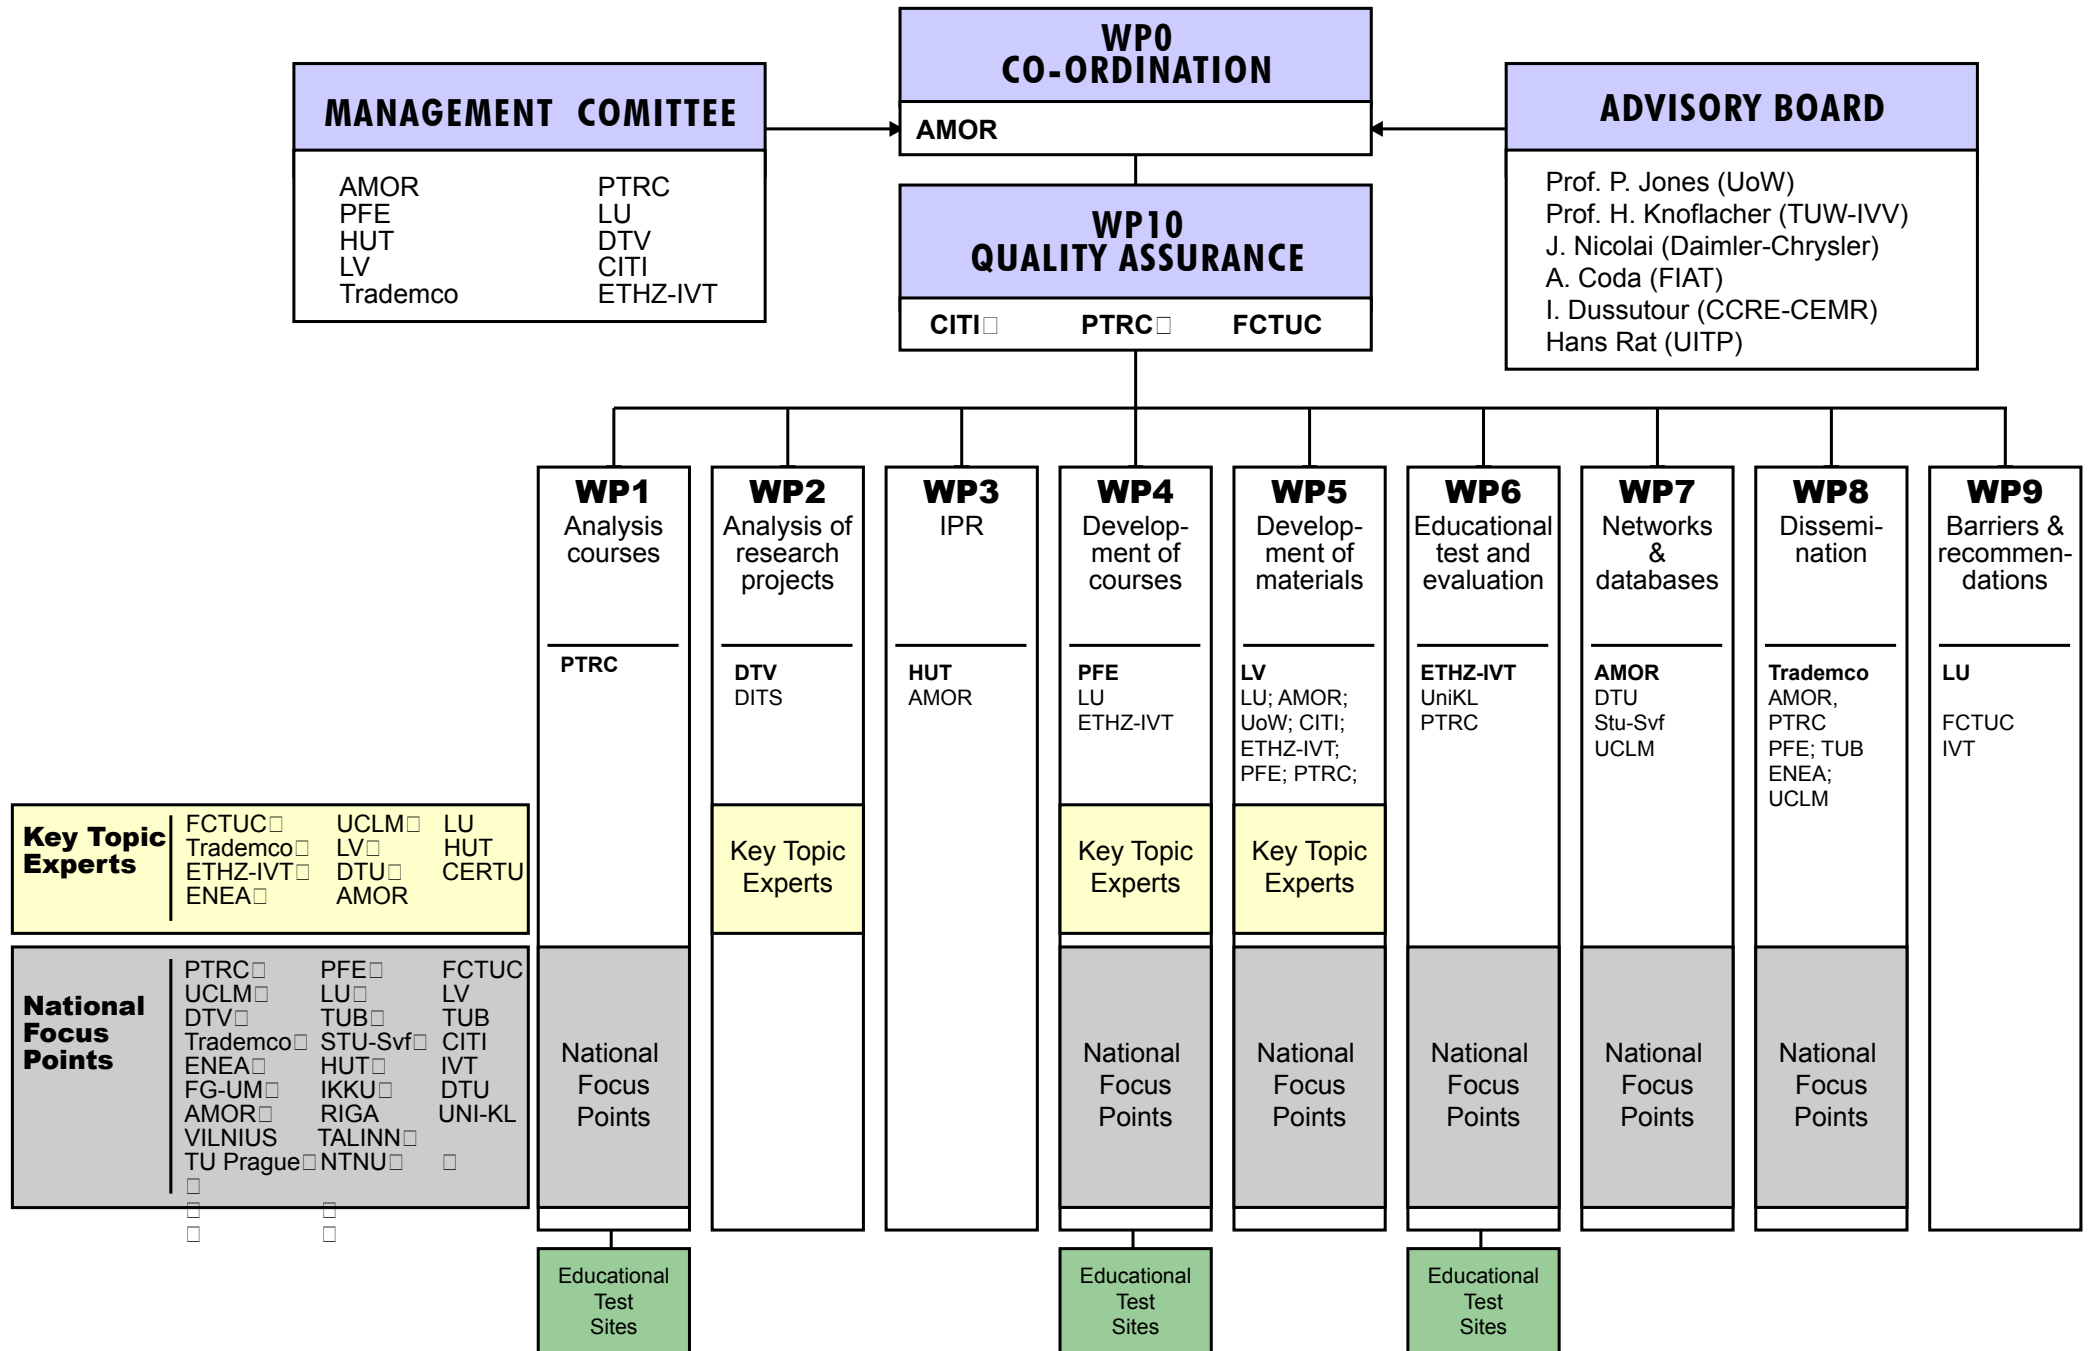 WP0
CO-ORDINATION
AMOR
MANAGEMENT COMITTEE
AMOR PTRC
PFE LU
HUT DTV
LV CITI
Trademco ETHZ-IVT
ADVISORY BOARD
Prof. P. Jones (UoW)
Prof. H. Knoflacher (TUW-IVV)
J. Nicolai (Daimler-Chrysler)
A. Coda (FIAT)
I. Dussutour (CCRE-CEMR)
Hans Rat (UITP)
WP10
QUALITY ASSURANCE
CITI PTRC FCTUC
WP1
Analysis
courses
PTRC
National
Focus
Points
Educational
Test
Sites
WP2
Analysis of
research
projects
DTV
DITS
Key Topic
Experts
WP3
IPR
HUT
AMOR
WP4
Develop-
ment of
courses
PFE
LU
ETHZ-IVT
Key Topic
Experts
National
Focus
Points
Educational
Test
Sites
WP5
Develop-
ment of
materials
LV
LU; AMOR;
UoW; CITI;
ETHZ-IVT;
PFE; PTRC;
Key Topic
Experts
National
Focus
Points
WP6
Educational
test and
evaluation
ETHZ-IVT
UniKL
PTRC
National
Focus
Points
Educational
Test
Sites
WP7
Networks
&
databases
AMOR
DTU
Stu-Svf
UCLM
National
Focus
Points
WP8
Dissemi-
nation
Trademco
AMOR,
PTRC
PFE; TUB
ENEA;
UCLM
National
Focus
Points
WP9
Barriers &
recommen-
dations
LU
FCTUC
IVT
Key Topic
Experts
FCTUC UCLM LU
Trademco LV HUT
ETHZ-IVT DTU CERTU
ENEA AMOR
National
Focus
Points
PTRC PFE FCTUC
UCLM LU LV
DTV TUB TUB
Trademco STU-Svf CITI
ENEA HUT IVT
FG-UM IKKU DTU
AMOR RIGA UNI-KL
VILNIUS TALINN
TU Prague NTNU